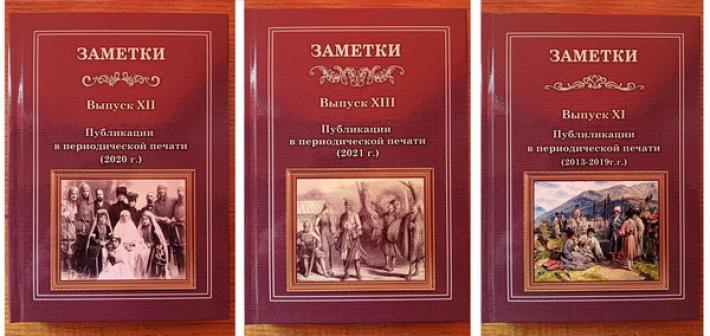 ЗАМЕТКИ
Выпуск XII
Публикации
в периодической печати
(2020 г.)
ЗАМЕТКИ
Выпуск XIII
Публикации
в периодической печати
(2021 г.)
ЗАМЕТКИ
Выпуск XI
Публиликации
в периодической печати
(2013-2019г.г.)